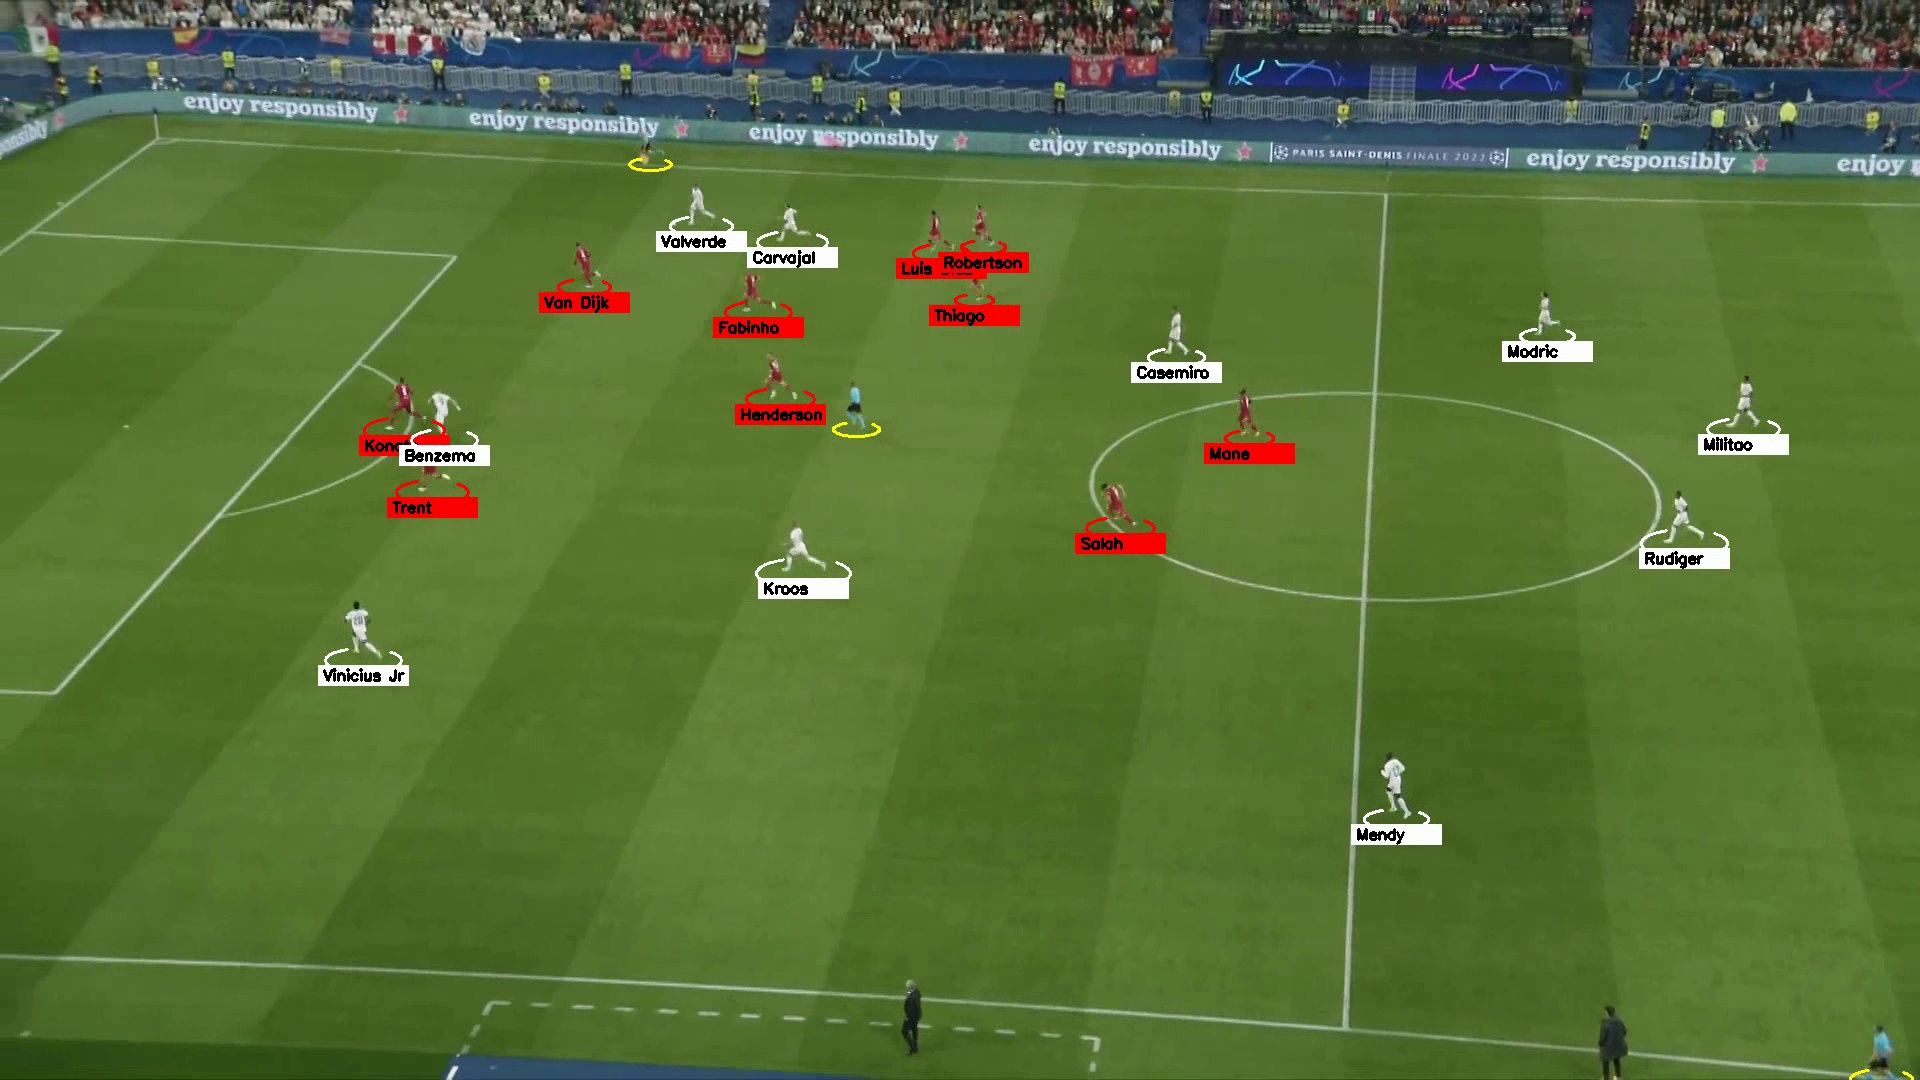 enjoy responsibly
enjoy responsibly
enjoy responsibly
enjoy responsibly
PARIS SAINT-DENIS FINALE 2022
enjoy responsibly
enjoy
Valverde
Carvajal
Luis
Robertson
Van Dijk
Thiago
Fabinho
Modric
Casemiro
Henderson
Militao
Mane
Benzema
Trent
Salah
Rudiger
Kroos
Vinicius Jr
Mendy